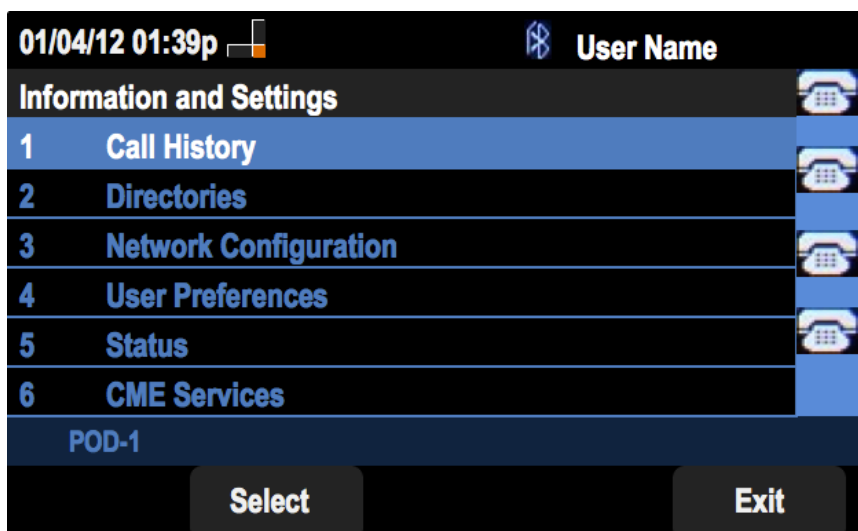 01/04/12 01:39p User Name
Information and Settings
1 Call History
2 Directories
3 Network Configuration
4 User Preferences
5 Status
6 CME Services
POD-1
Select Exit